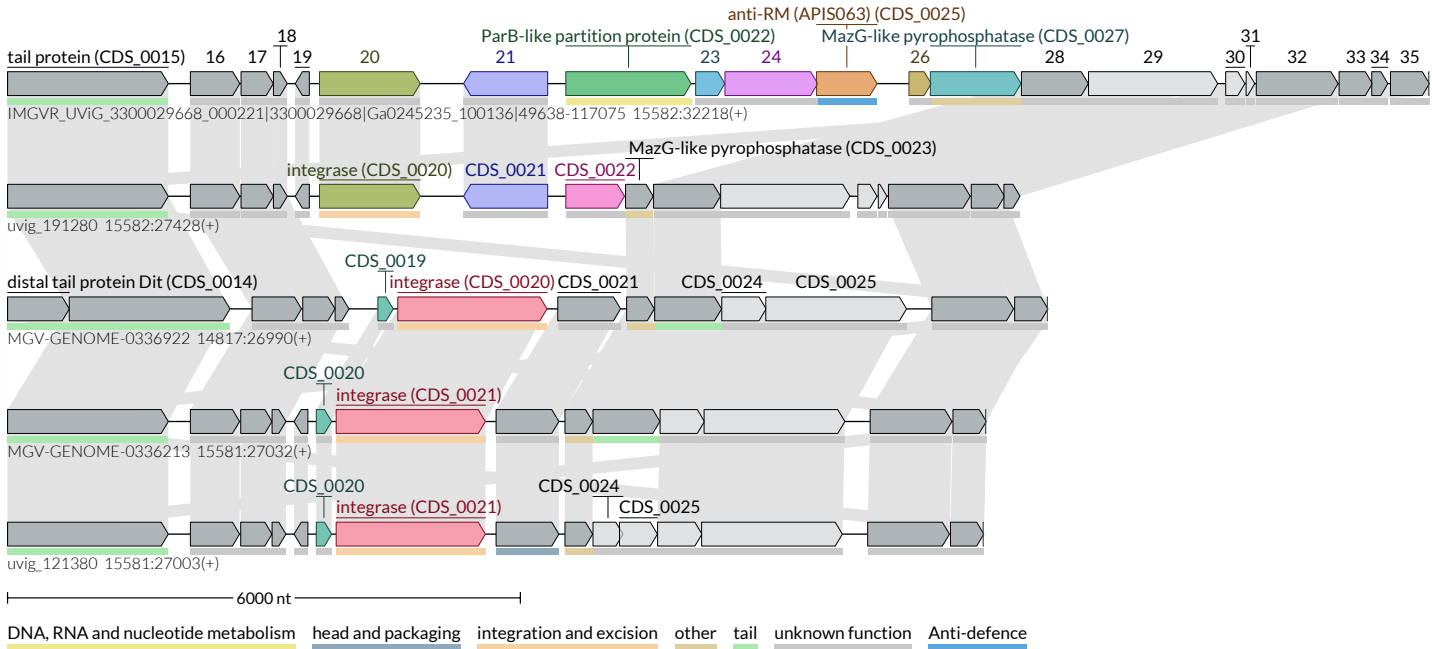 anti-RM (APIS063) (CDS_0025)
18 ParB-like partition protein (CDS_0022) MazG-like pyrophosphatase (CDS_0027) 31
tail protein (CDS_0015) 16 17 19 20 21 23 24 26 28 29 30 32 33 34 35
IMGVR_UViG_3300029668_000221|3300029668|Ga0245235_100136|49638-117075 15582:32218(+)
MazG-like pyrophosphatase (CDS_0023)
integrase (CDS_0020) CDS_0021 CDS_0022
uvig_191280 15582:27428(+)
CDS_0019
distal tail protein Dit (CDS_0014) integrase (CDS_0020) CDS_0021 CDS_0024 CDS_0025
MGV-GENOME-0336922 14817:26990(+)
CDS_0020
integrase (CDS_0021)
MGV-GENOME-0336213 15581:27032(+)
CDS_0020 CDS_0024
integrase (CDS_0021) CDS_0025
uvig_121380 15581:27003(+)
6000 nt
DNA, RNA and nucleotide metabolism head and packaging integration and excision other tail unknown function Anti-defence